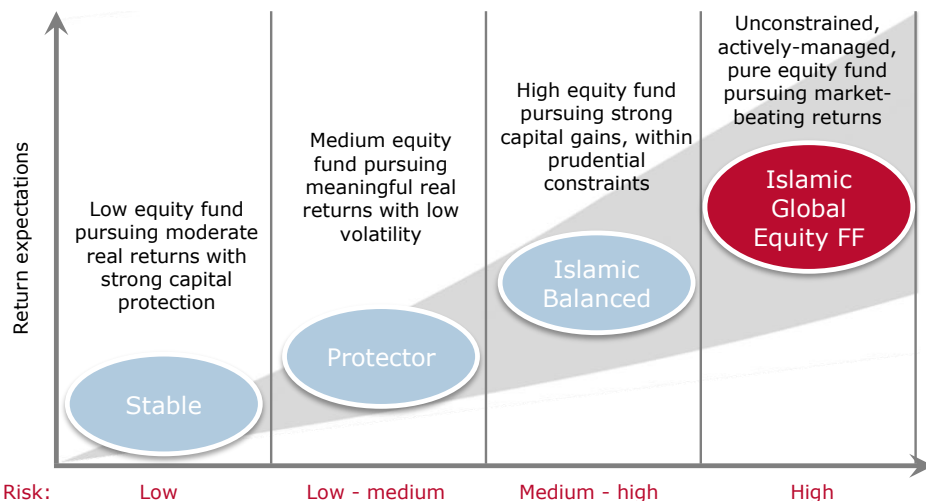 Return expectations
Low equity fund
pursuing moderate
real returns with
strong capital
protection
Stable
Medium equity
fund pursuing
meaningful real
returns with low
volatility
Protector
High equity fund
pursuing strong
capital gains, within
prudential
constraints
Islamic
Balanced
Unconstrained,
actively-managed,
pure equity fund
pursuing market-
beating returns
Islamic
Global
Equity FF
Risk:
Low
Low - medium
Medium - high
High